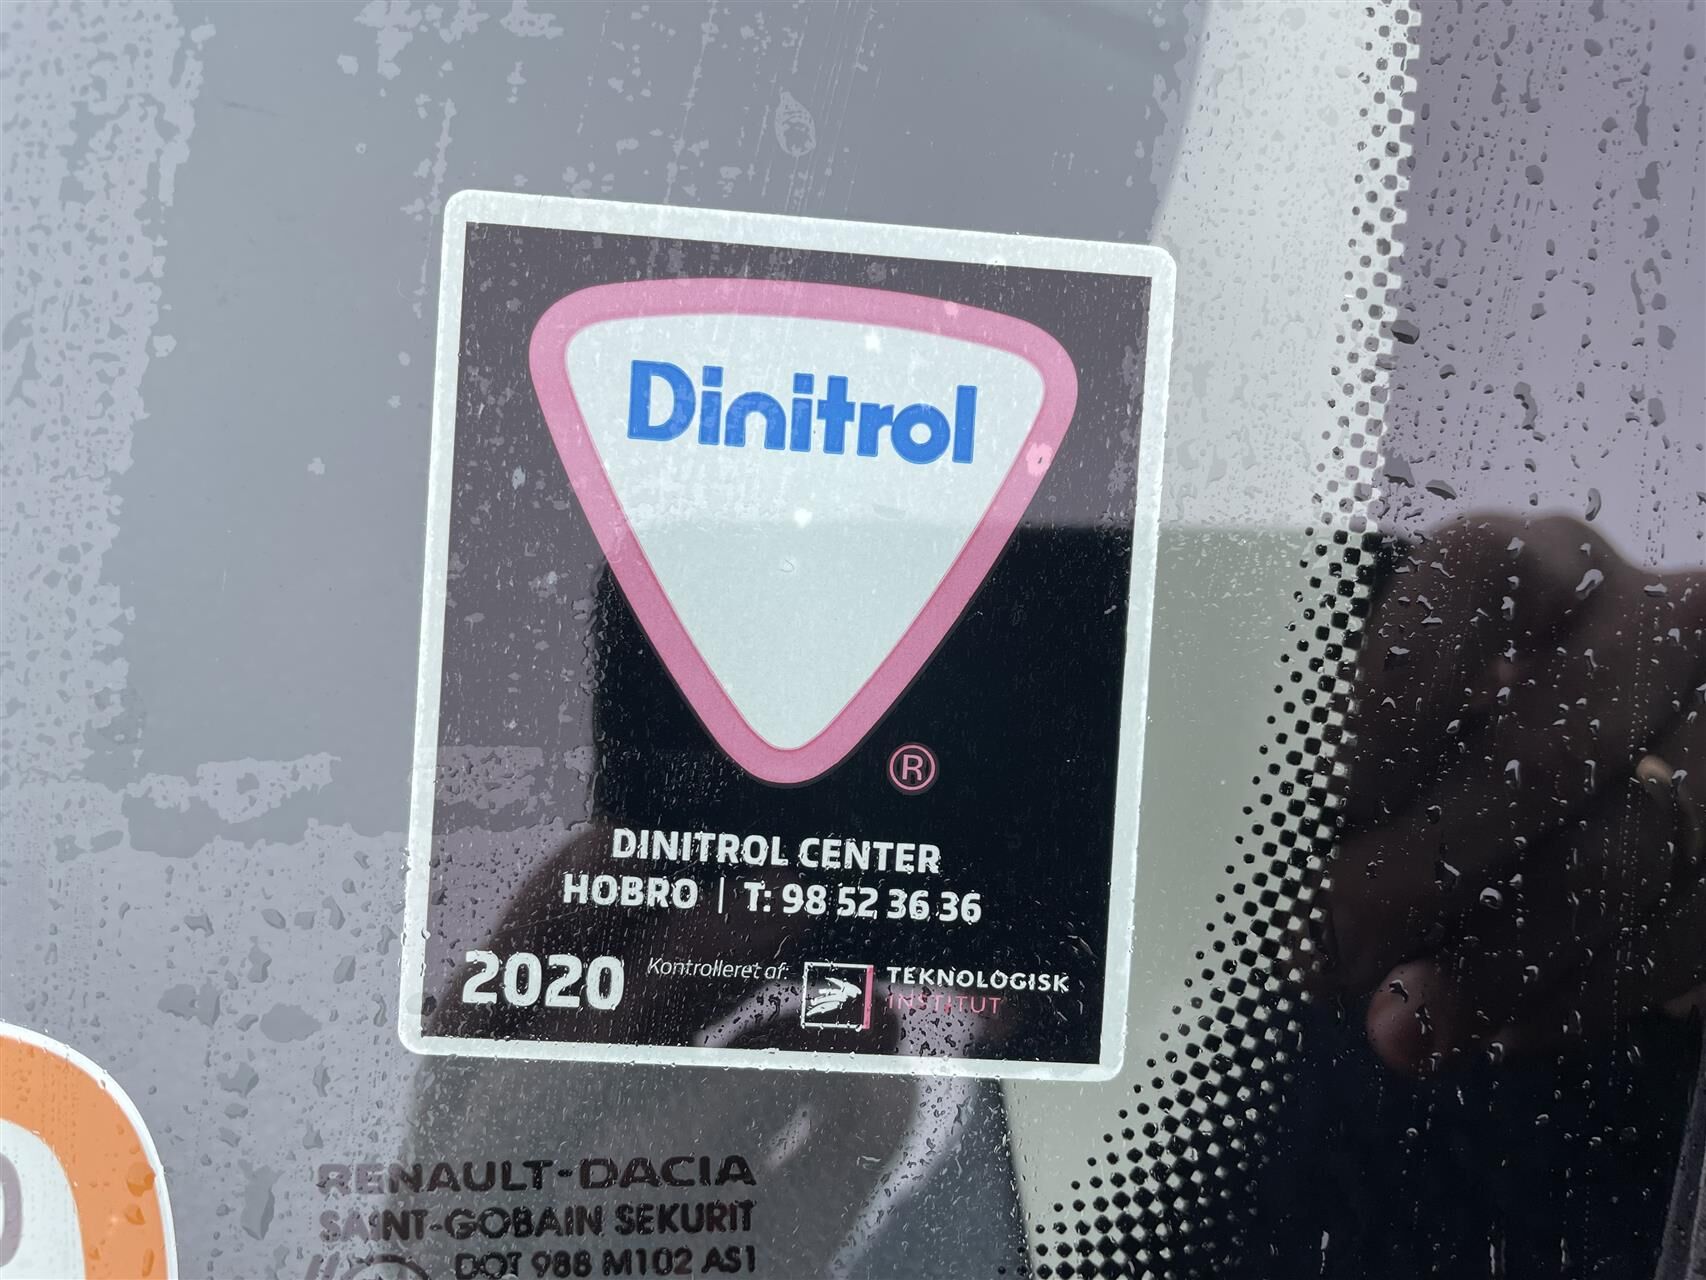 Dinitrol
®
DINITROL CENTER
HOBRO | T: 98 52 36 36
2020 Kontrolleret af: TEKNOLOGISK
INSTITUT
RENAULT-DACIA
SAINT-GOBAIN SEKURIT
DOT 988 M102 AS1